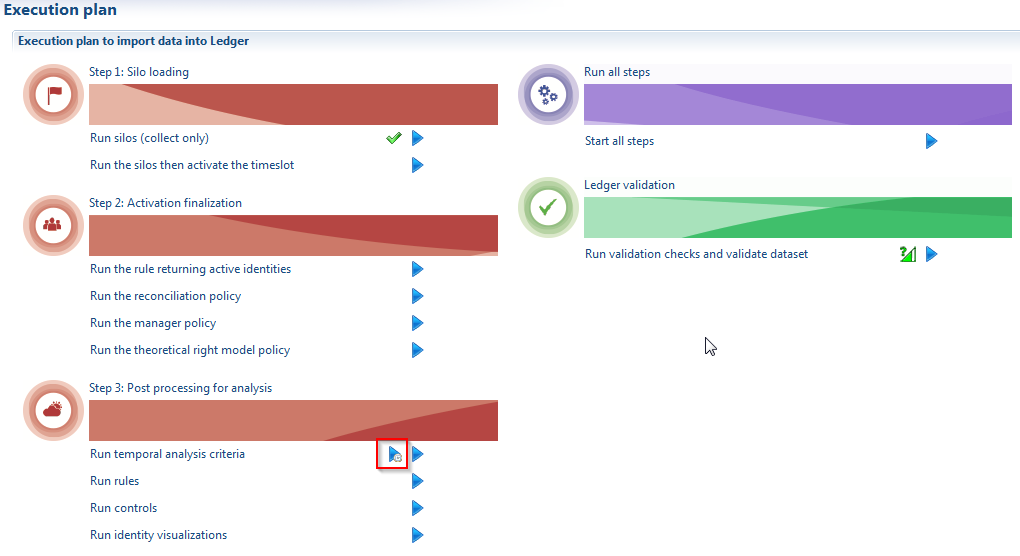 Execution plan
Execution plan to import data into Ledger
Step 1: Silo loading
Run silos (collect only)
Run the silos then activate the timeslot
Step 2: Activation finalization
Run the rule returning active identities
Run the reconciliation policy
Run the manager policy
Run the theoretical right model policy
Step 3: Post processing for analysis
Run temporal analysis criteria
Run rules
Run controls
Run identity visualizations
Run all steps
Start all steps
Ledger validation
Run validation checks and validate dataset